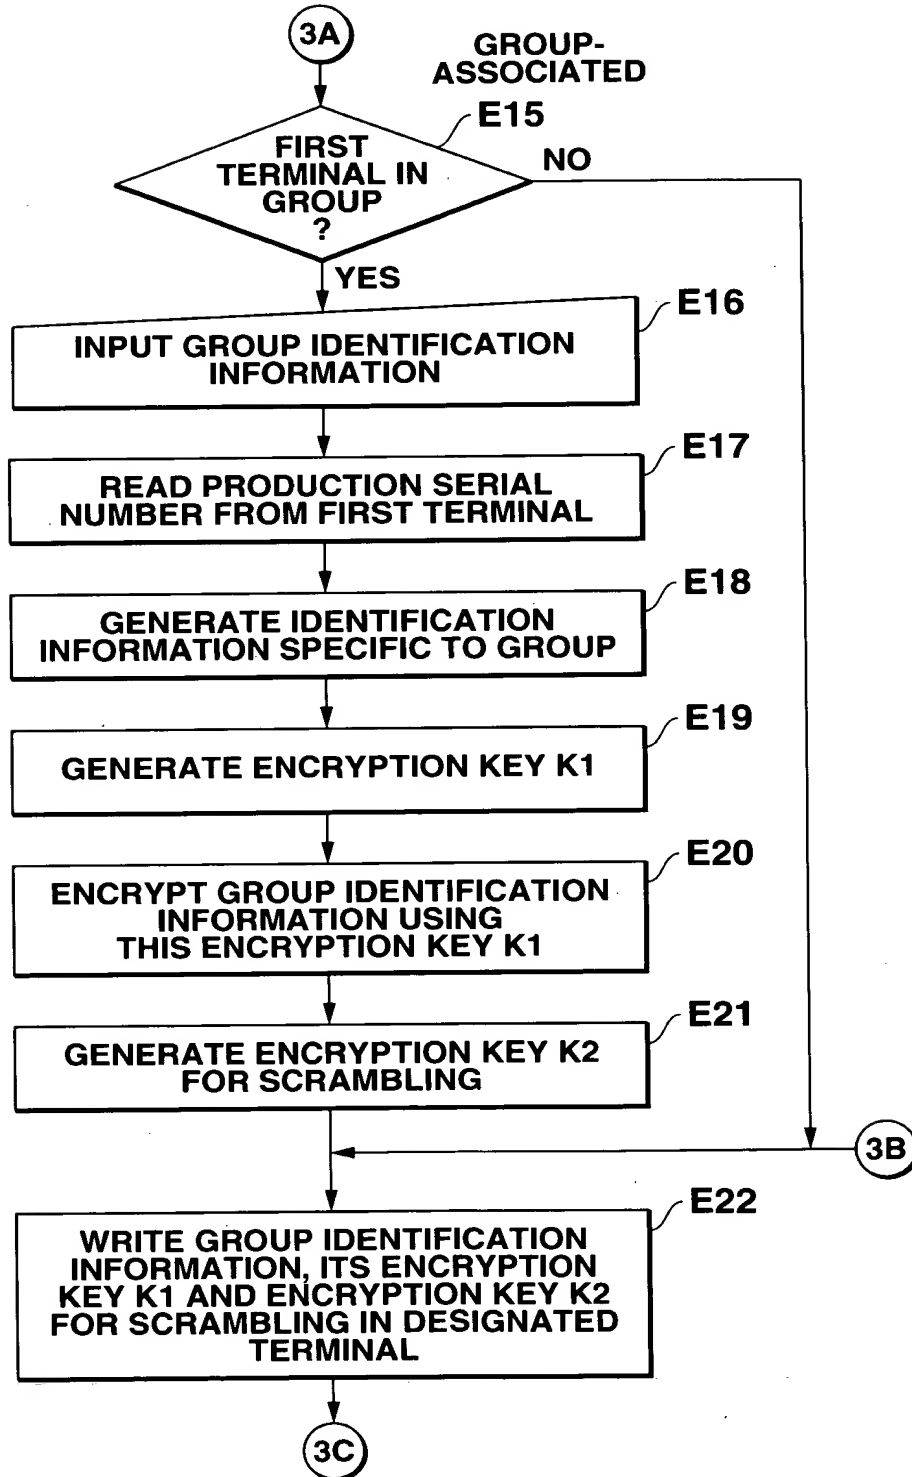 3A
GROUP-
ASSOCIATED
E15
FIRST
TERMINAL IN
GROUP
?
NO
YES
E16
INPUT GROUP IDENTIFICATION
INFORMATION
E17
READ PRODUCTION SERIAL
NUMBER FROM FIRST TERMINAL
E18
GENERATE IDENTIFICATION
INFORMATION SPECIFIC TO GROUP
E19
GENERATE ENCRYPTION KEY K1
E20
ENCRYPT GROUP IDENTIFICATION
INFORMATION USING
THIS ENCRYPTION KEY K1
E21
GENERATE ENCRYPTION KEY K2
FOR SCRAMBLING
3B
E22
WRITE GROUP IDENTIFICATION
INFORMATION, ITS ENCRYPTION
KEY K1 AND ENCRYPTION KEY K2
FOR SCRAMBLING IN DESIGNATED
TERMINAL
3C